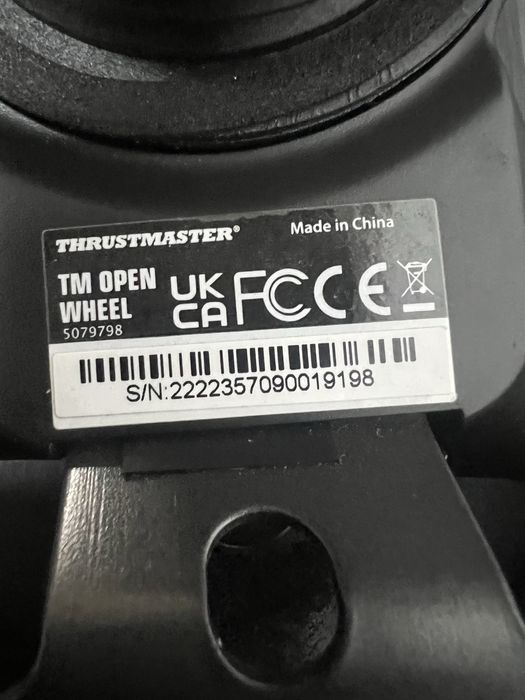 THRUSTMASTER®
Made in China
TM OPEN
WHEEL
5079798
UK
CA
FC
CE
S/N:2222357090019198